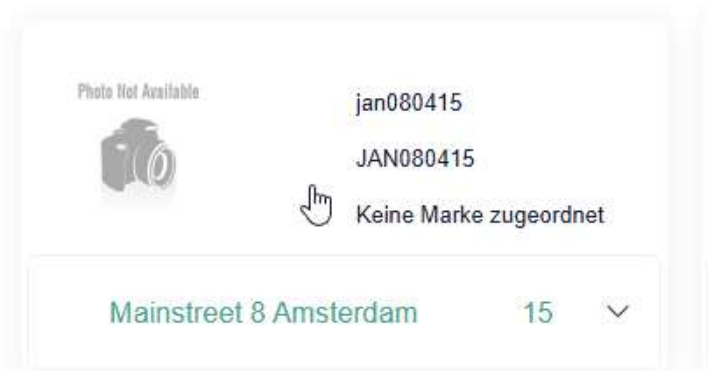 Photo Not Available
jan080415
JAN080415
Keine Marke zugeordnet
Mainstreet 8 Amsterdam 15